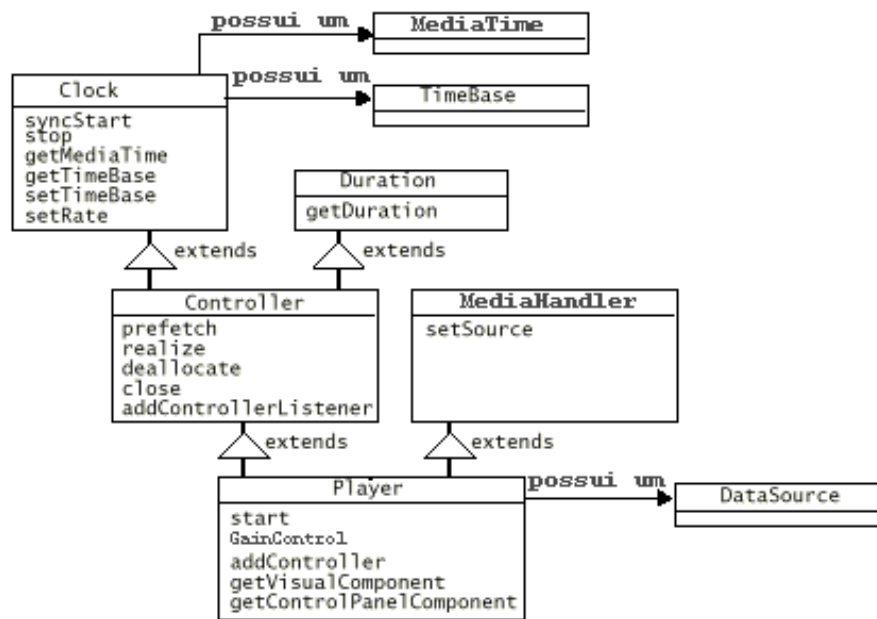 possui um
MediaTime
possui um
TimeBase
Clock
syncStart
stop
getMediaTime
getTimeBase
setTimeBase
setRate
Duration
getDuration
extends
extends
Controller
prefetch
realize
deallocate
close
addControllerListener
MediaHandler
setSource
extends
extends
Player
start
GainControl
addController
getVisualComponent
getControlPanelComponent
possui um
DataSource